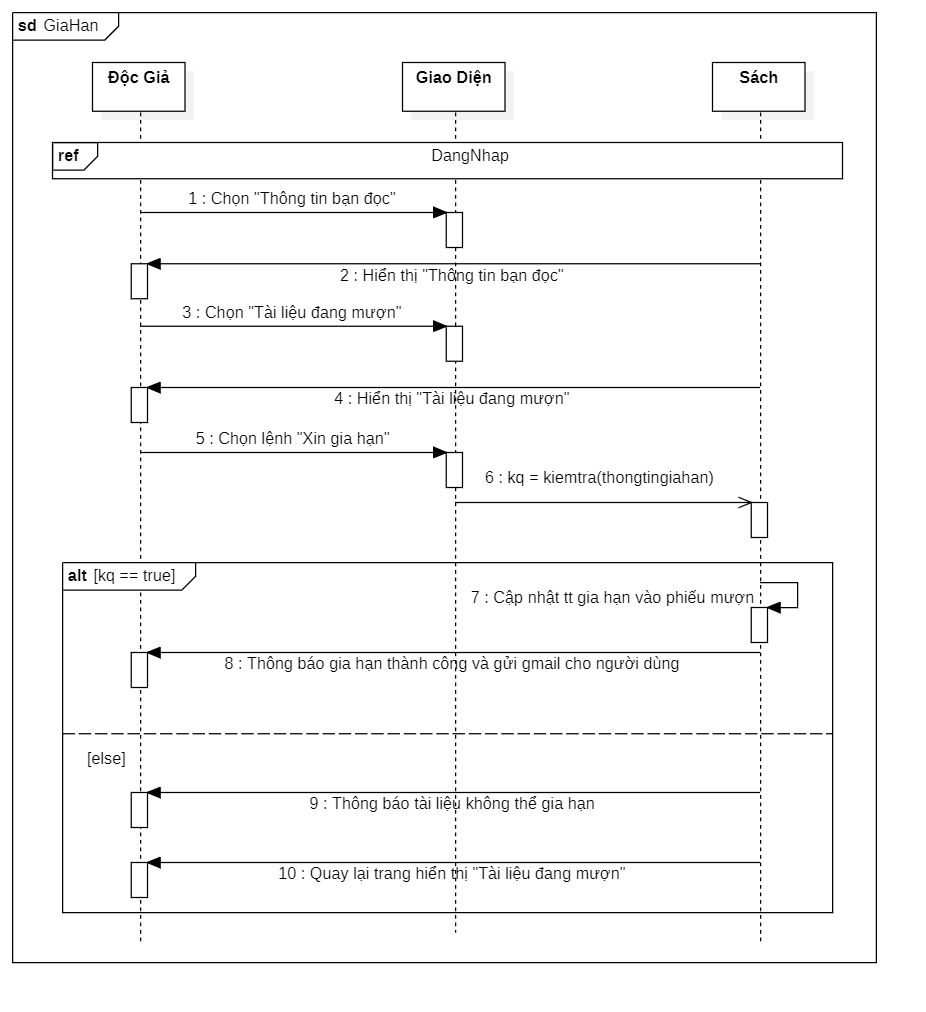 sd GiaHan
Độc Giả
Giao Diện
Sách
ref
DangNhap
1 : Chọn "Thông tin bạn đọc"
2 : Hiển thị "Thông tin bạn đọc"
3 : Chọn "Tài liệu đang mượn"
4 : Hiển thị "Tài liệu đang mượn"
5 : Chọn lệnh "Xin gia hạn"
6 : kq = kiemtra(thongtingiahan)
alt [kq == true]
7 : Cập nhật tt gia hạn vào phiếu mượn
8 : Thông báo gia hạn thành công và gửi gmail cho người dùng
[else]
9 : Thông báo tài liệu không thể gia hạn
10 : Quay lại trang hiển thị "Tài liệu đang mượn"